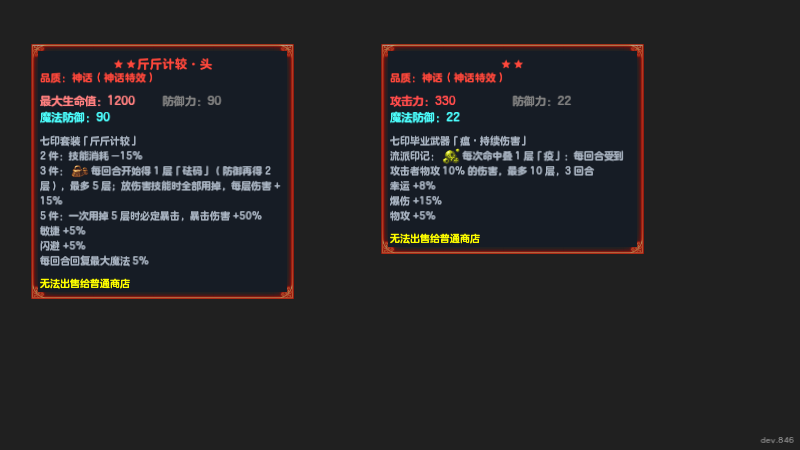 ★★斤斤计较·头
品质：神话（神话特效）
最大生命值：1200 防御力：90
魔法防御：90
七印套装「斤斤计较」
2 件：技能消耗 −15%
3 件： 每回合开始得 1 层「砝码」（防御再得 2
层），最多 5 层；放伤害技能时全部用掉，每层伤害 +
15%
5 件：一次用掉 5 层时必定暴击，暴击伤害 +50%
敏捷 +5%
闪避 +5%
每回合回复最大魔法 5%
无法出售给普通商店
★★
品质：神话（神话特效）
攻击力：330 防御力：22
魔法防御：22
七印毕业武器「瘟·持续伤害」
流派印记： 每次命中叠 1 层「疫」：每回合受到
攻击者物攻 10% 的伤害，最多 10 层，3 回合
幸运 +8%
爆伤 +15%
物攻 +5%
无法出售给普通商店
dev.846